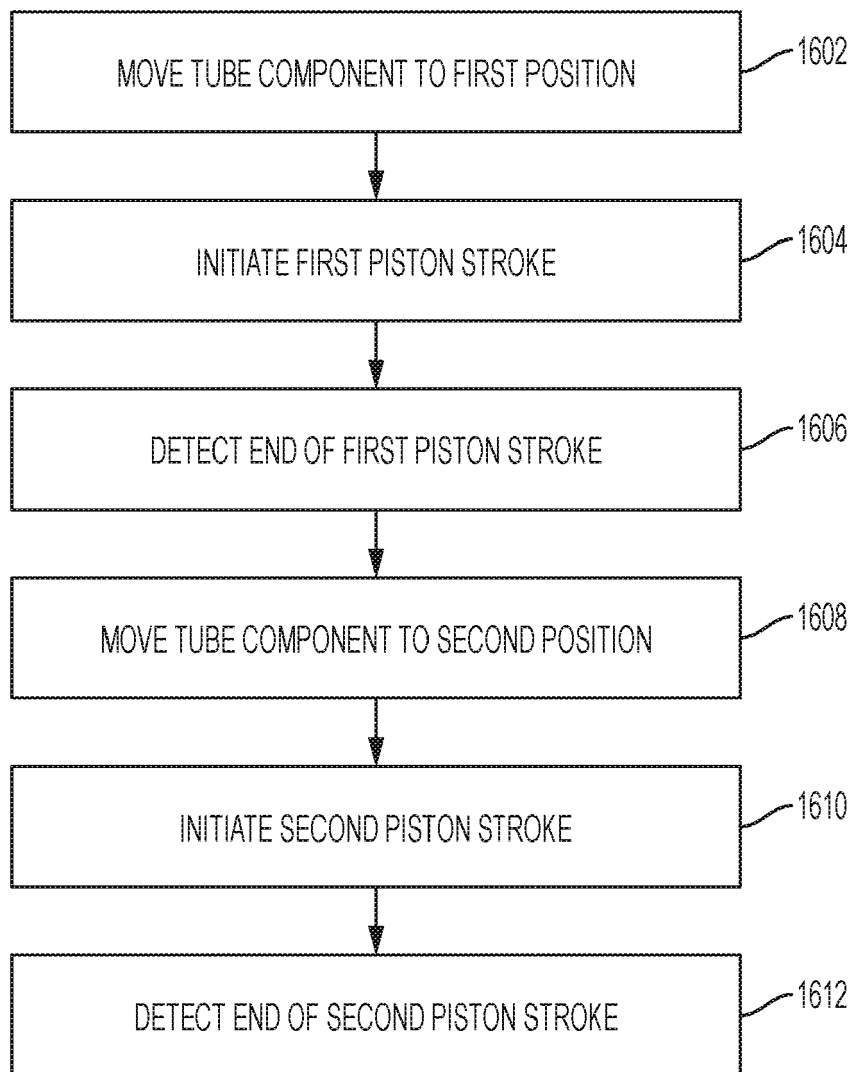 MOVE TUBE COMPONENT TO FIRST POSITION
1602
INITIATE FIRST PISTON STROKE
1604
DETECT END OF FIRST PISTON STROKE
1606
MOVE TUBE COMPONENT TO SECOND POSITION
1608
INITIATE SECOND PISTON STROKE
1610
DETECT END OF SECOND PISTON STROKE
1612